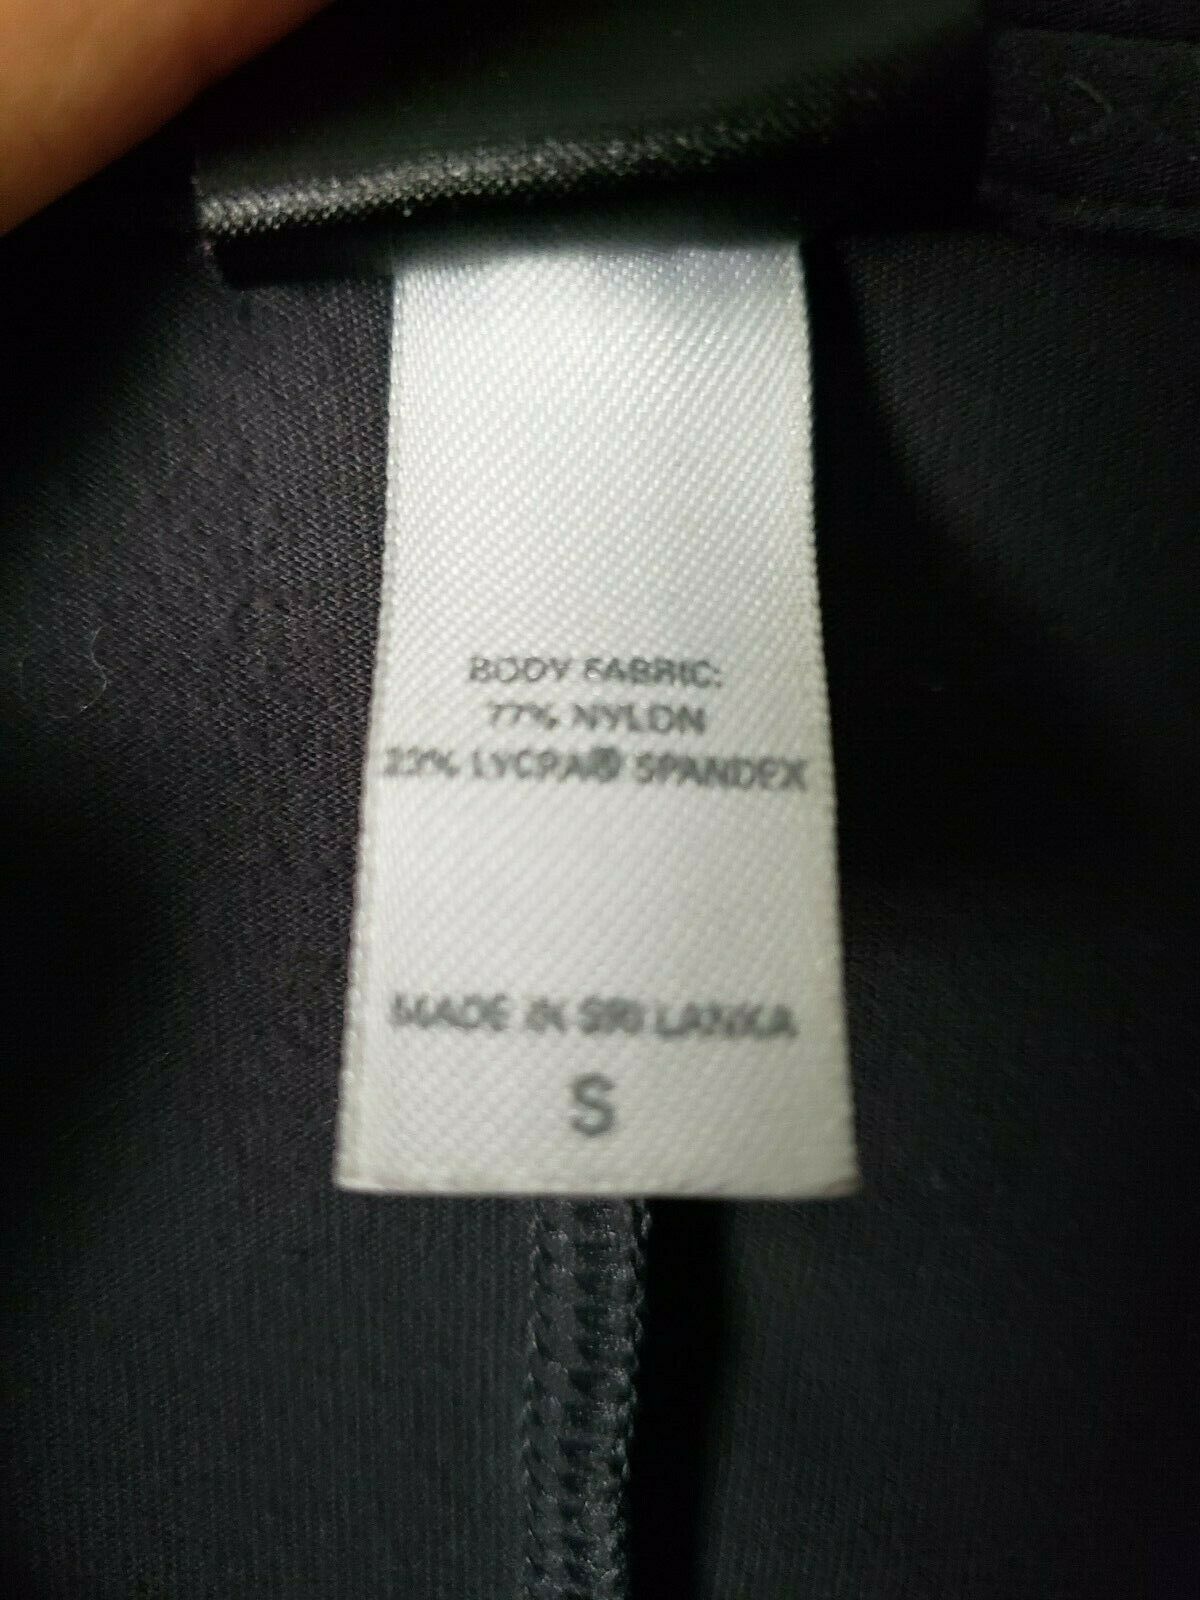 BODY FABRIC:
77% NYLON
23% LYCRA® SPANDEX
MADE IN SRI LANKA
S